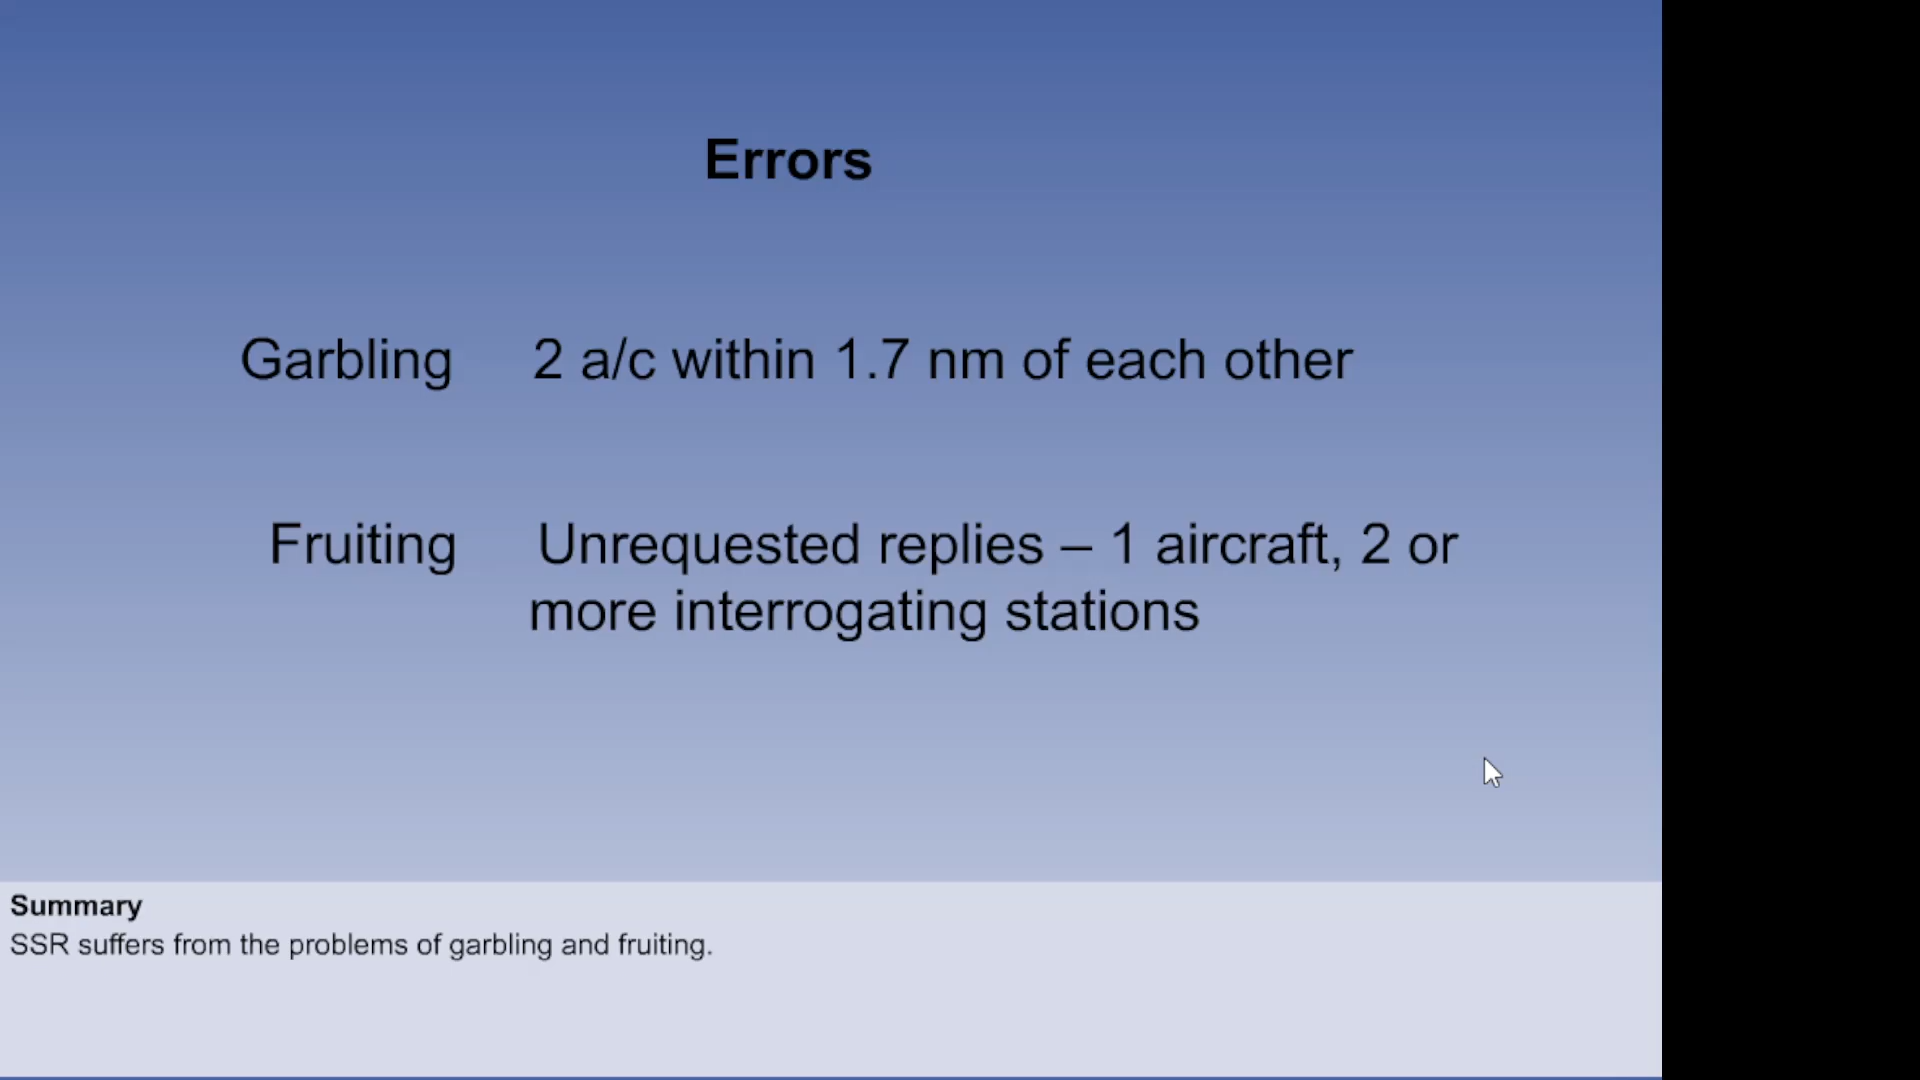 Errors
Garbling 2 a/c within 1.7 nm of each other
Fruiting Unrequested replies – 1 aircraft, 2 or
more interrogating stations
Summary
SSR suffers from the problems of garbling and fruiting.